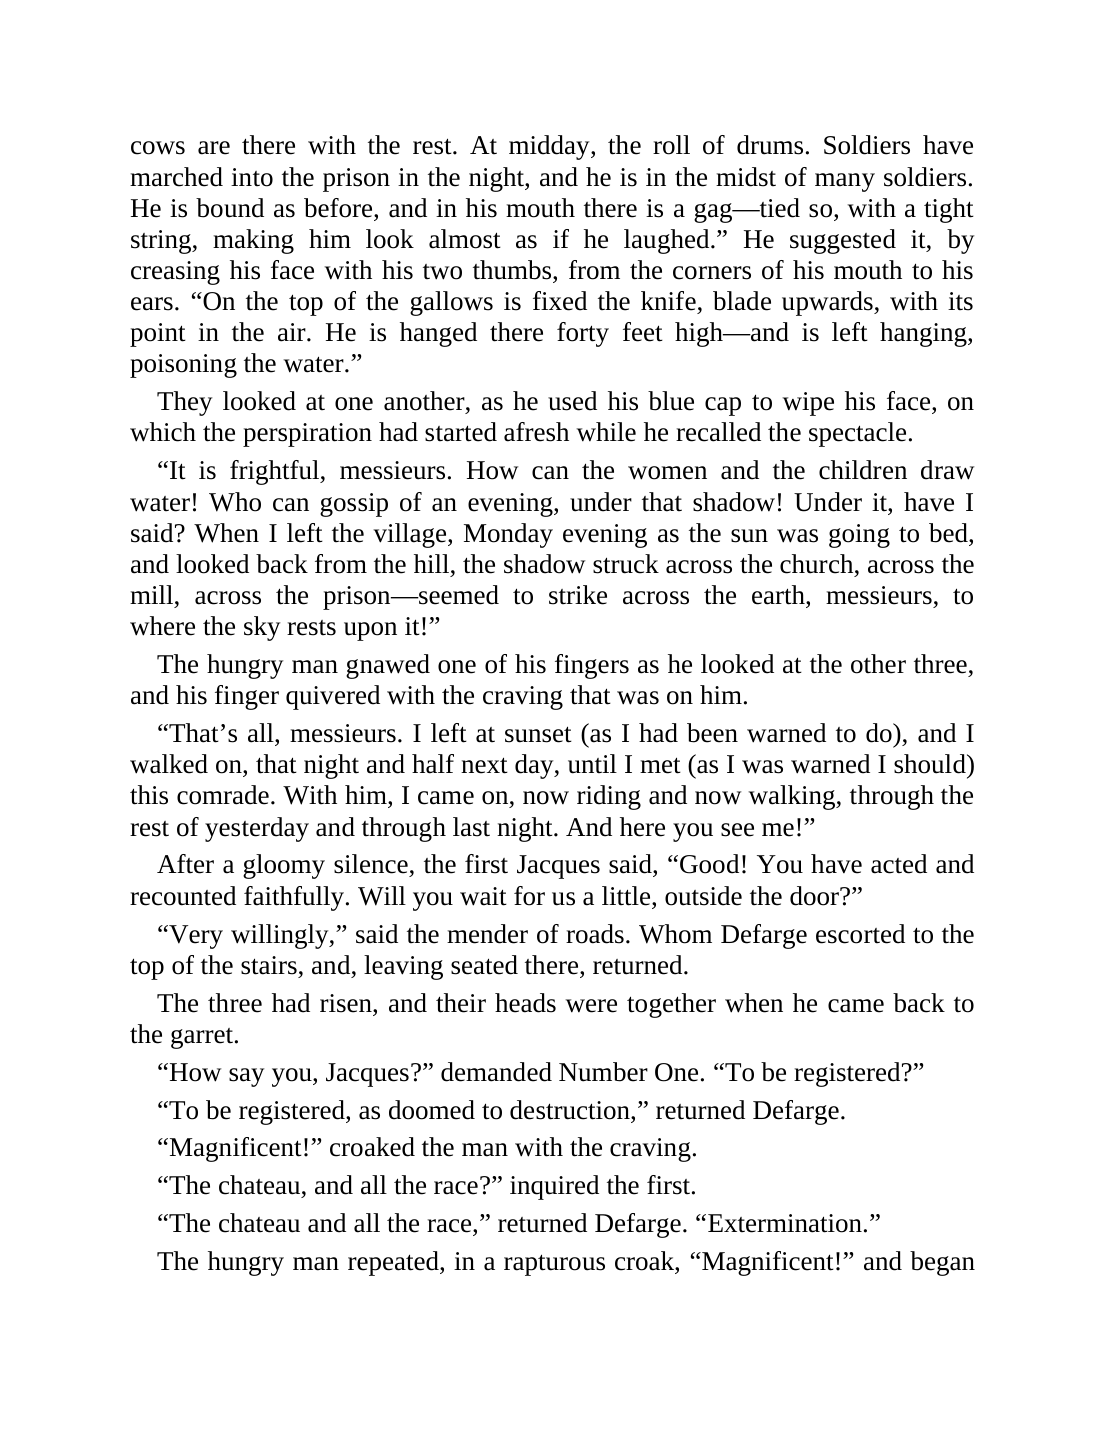 cows are there with the rest. At midday, the roll of drums. Soldiers have
marched into the prison in the night, and he is in the midst of many soldiers.
He is bound as before, and in his mouth there is a gag—tied so, with a tight
string, making him look almost as if he laughed.” He suggested it, by
creasing his face with his two thumbs, from the corners of his mouth to his
ears. “On the top of the gallows is fixed the knife, blade upwards, with its
point in the air. He is hanged there forty feet high—and is left hanging,
poisoning the water.”
They looked at one another, as he used his blue cap to wipe his face, on
which the perspiration had started afresh while he recalled the spectacle.
“It is frightful, messieurs. How can the women and the children draw
water! Who can gossip of an evening, under that shadow! Under it, have I
said? When I left the village, Monday evening as the sun was going to bed,
and looked back from the hill, the shadow struck across the church, across the
mill, across the prison—seemed to strike across the earth, messieurs, to
where the sky rests upon it!”
The hungry man gnawed one of his fingers as he looked at the other three,
and his finger quivered with the craving that was on him.
“That’s all, messieurs. I left at sunset (as I had been warned to do), and I
walked on, that night and half next day, until I met (as I was warned I should)
this comrade. With him, I came on, now riding and now walking, through the
rest of yesterday and through last night. And here you see me!”
After a gloomy silence, the first Jacques said, “Good! You have acted and
recounted faithfully. Will you wait for us a little, outside the door?”
“Very willingly,” said the mender of roads. Whom Defarge escorted to the
top of the stairs, and, leaving seated there, returned.
The three had risen, and their heads were together when he came back to
the garret.
“How say you, Jacques?” demanded Number One. “To be registered?”
“To be registered, as doomed to destruction,” returned Defarge.
“Magnificent!” croaked the man with the craving.
“The chateau, and all the race?” inquired the first.
“The chateau and all the race,” returned Defarge. “Extermination.”
The hungry man repeated, in a rapturous croak, “Magnificent!” and began